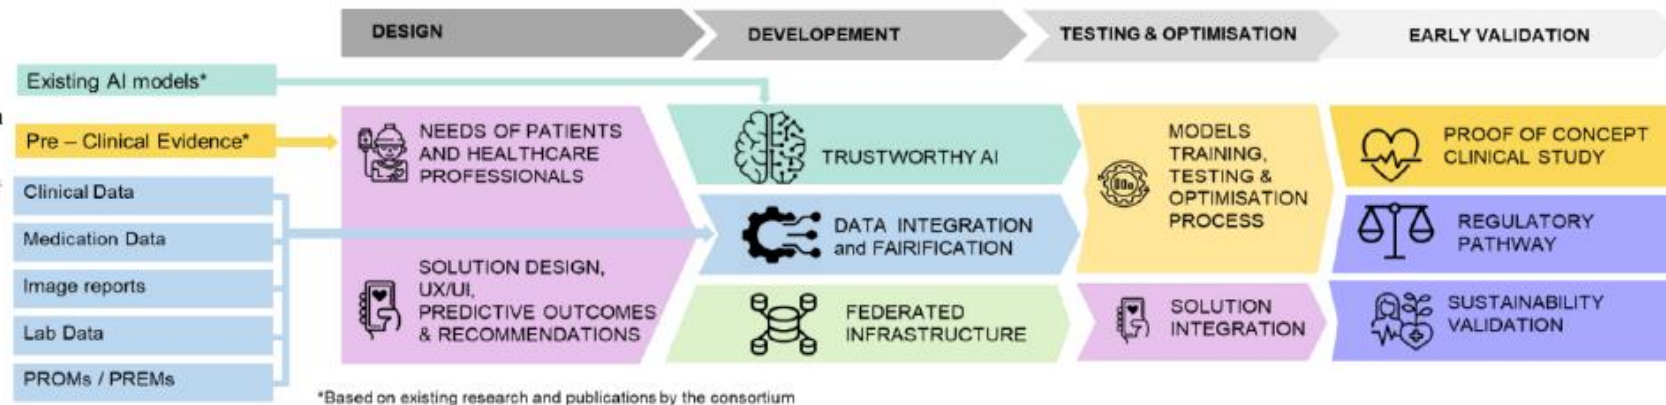 DESIGN
DEVELOPEMENT
TESTING & OPTIMISATION
EARLY VALIDATION
Existing AI models*
Pre – Clinical Evidence*
Clinical Data
Medication Data
Image reports
Lab Data
PROMs / PREMs
NEEDS OF PATIENTS
AND HEALTHCARE
PROFESSIONALS
SOLUTION DESIGN,
UX/UI,
PREDICTIVE OUTCOMES
& RECOMMENDATIONS
TRUSTWORTHY AI
DATA INTEGRATION
and FAIRIFICATION
FEDERATED
INFRASTRUCTURE
MODELS
TRAINING,
TESTING &
OPTIMISATION
PROCESS
SOLUTION
INTEGRATION
PROOF OF CONCEPT
CLINICAL STUDY
REGULATORY
PATHWAY
SUSTAINABILITY
VALIDATION
*Based on existing research and publications by the consortium